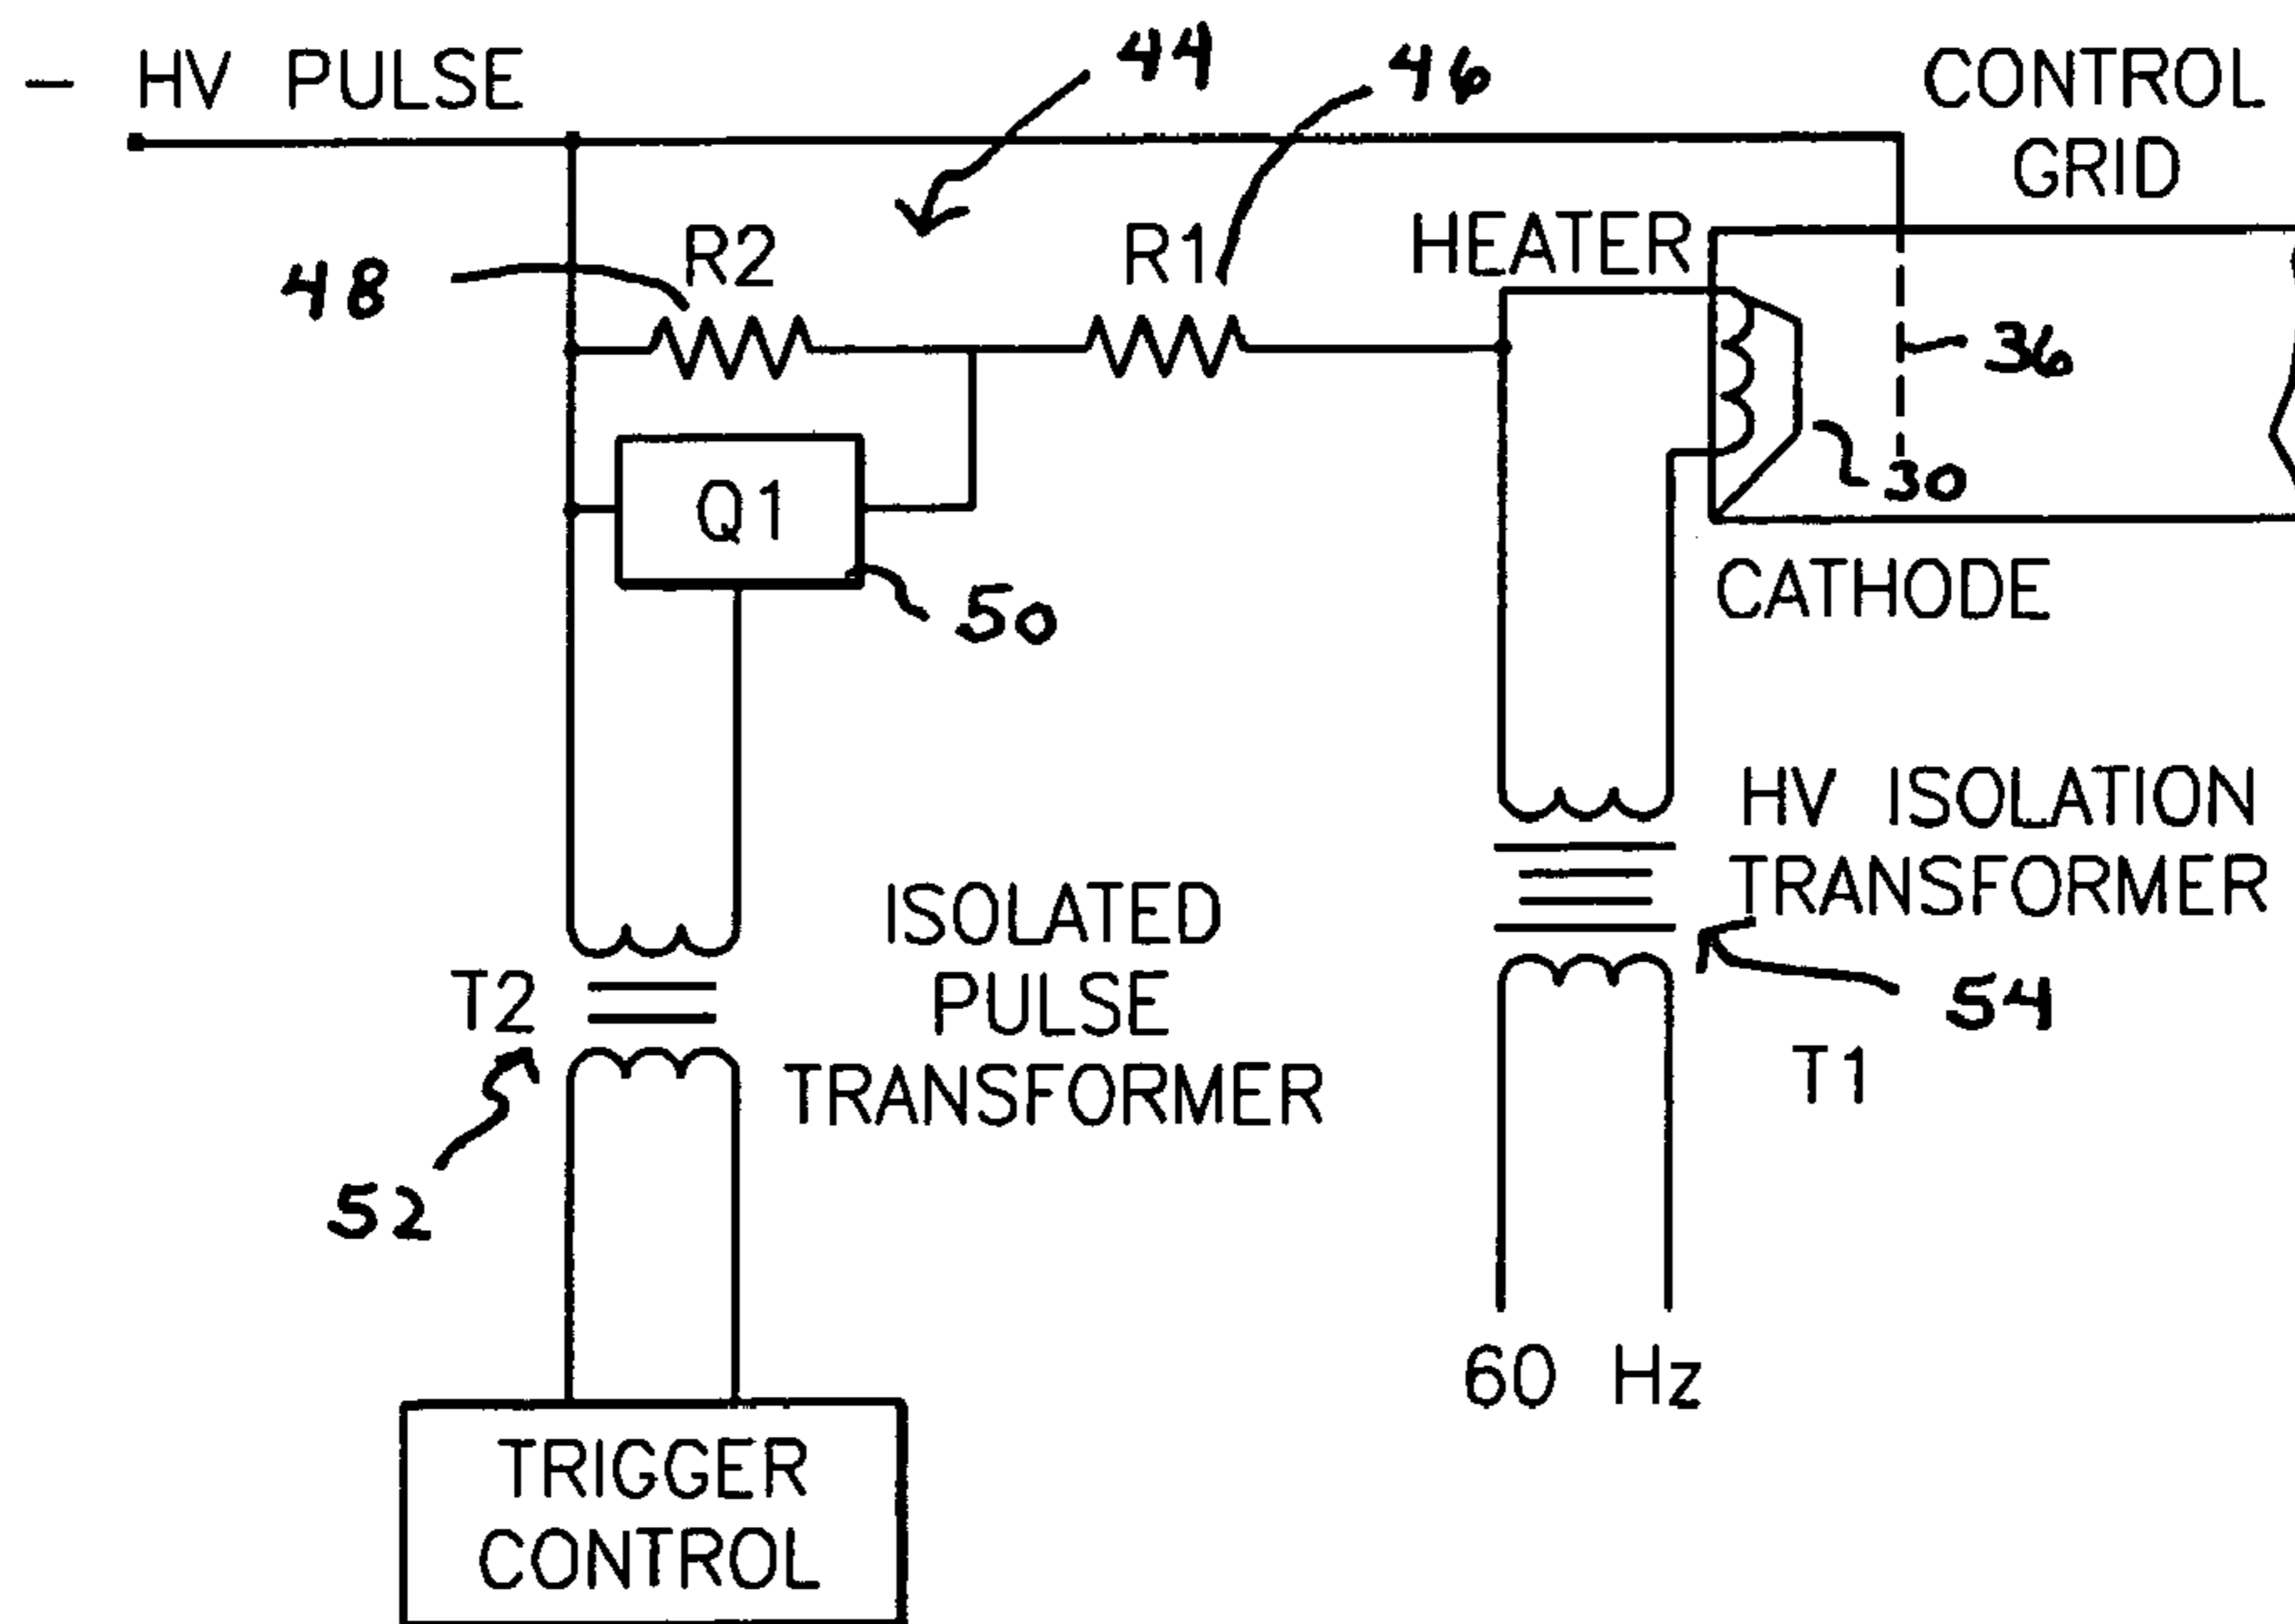 - HV PULSE
44
46
CONTROL
GRID
48
R2
R1
HEATER
36
Q1
30
50
CATHODE
HV ISOLATION
TRANSFORMER
ISOLATED
PULSE
TRANSFORMER
T2
54
T1
52
60 Hz
TRIGGER
CONTROL